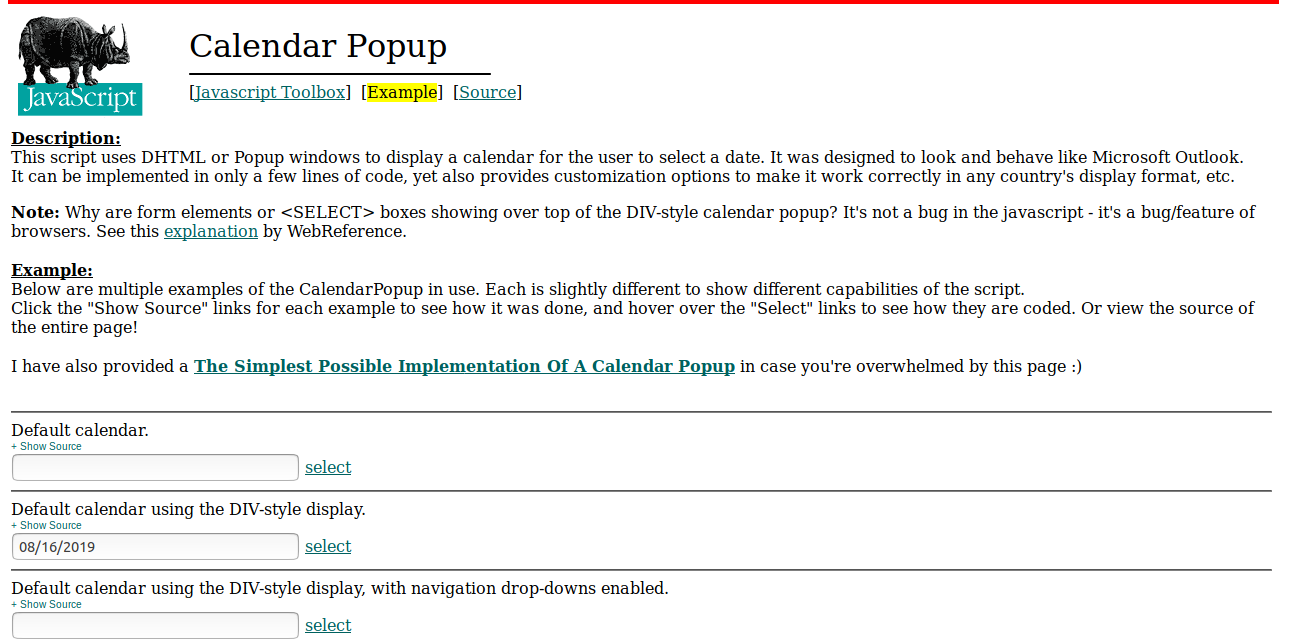 Calendar Popup
JavaScript
[Javascript Toolbox] [Example] [Source]
Description:
This script uses DHTML or Popup windows to display a calendar for the user to select a date. It was designed to look and behave like Microsoft Outlook.
It can be implemented in only a few lines of code, yet also provides customization options to make it work correctly in any country's display format, etc.
Note: Why are form elements or <SELECT> boxes showing over top of the DIV-style calendar popup? It's not a bug in the javascript - it's a bug/feature of
browsers. See this explanation by WebReference.
Example:
Below are multiple examples of the CalendarPopup in use. Each is slightly different to show different capabilities of the script.
Click the "Show Source" links for each example to see how it was done, and hover over the "Select" links to see how they are coded. Or view the source of
the entire page!
I have also provided a The Simplest Possible Implementation Of A Calendar Popup in case you're overwhelmed by this page :)
Default calendar.
+ Show Source
select
Default calendar using the DIV-style display.
+ Show Source
08/16/2019 select
Default calendar using the DIV-style display, with navigation drop-downs enabled.
+ Show Source
select